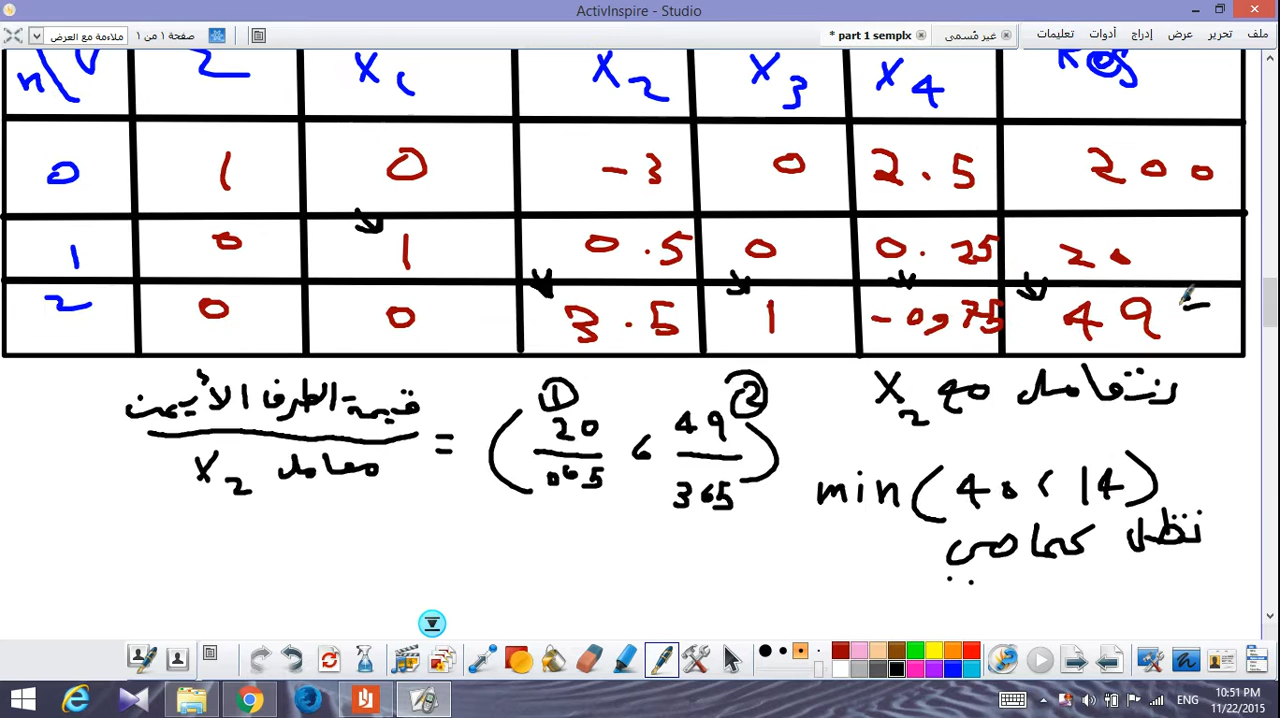 ActivInspire - Studio
ملف تحرير عرض إدراج أدوات تعليمات
غير مُسمى
* part 1 semplx
صفحة ١ من ١
ملاءمة مع العرض
n/V Z X1 X2 X3 X4 Res
0 1 0 -3 0 2.5 200
1 0 1 0.5 0 0.25 20
2 0 0 3.5 1 -0,75 49
نتعامل مع X2
قيمة الطرف الأيمن
معامل X2
= (20/0,5 , 49/3,5)
① ②
min (40 , 14)
نظل كما هي
ENG
10:51 PM
11/22/2015